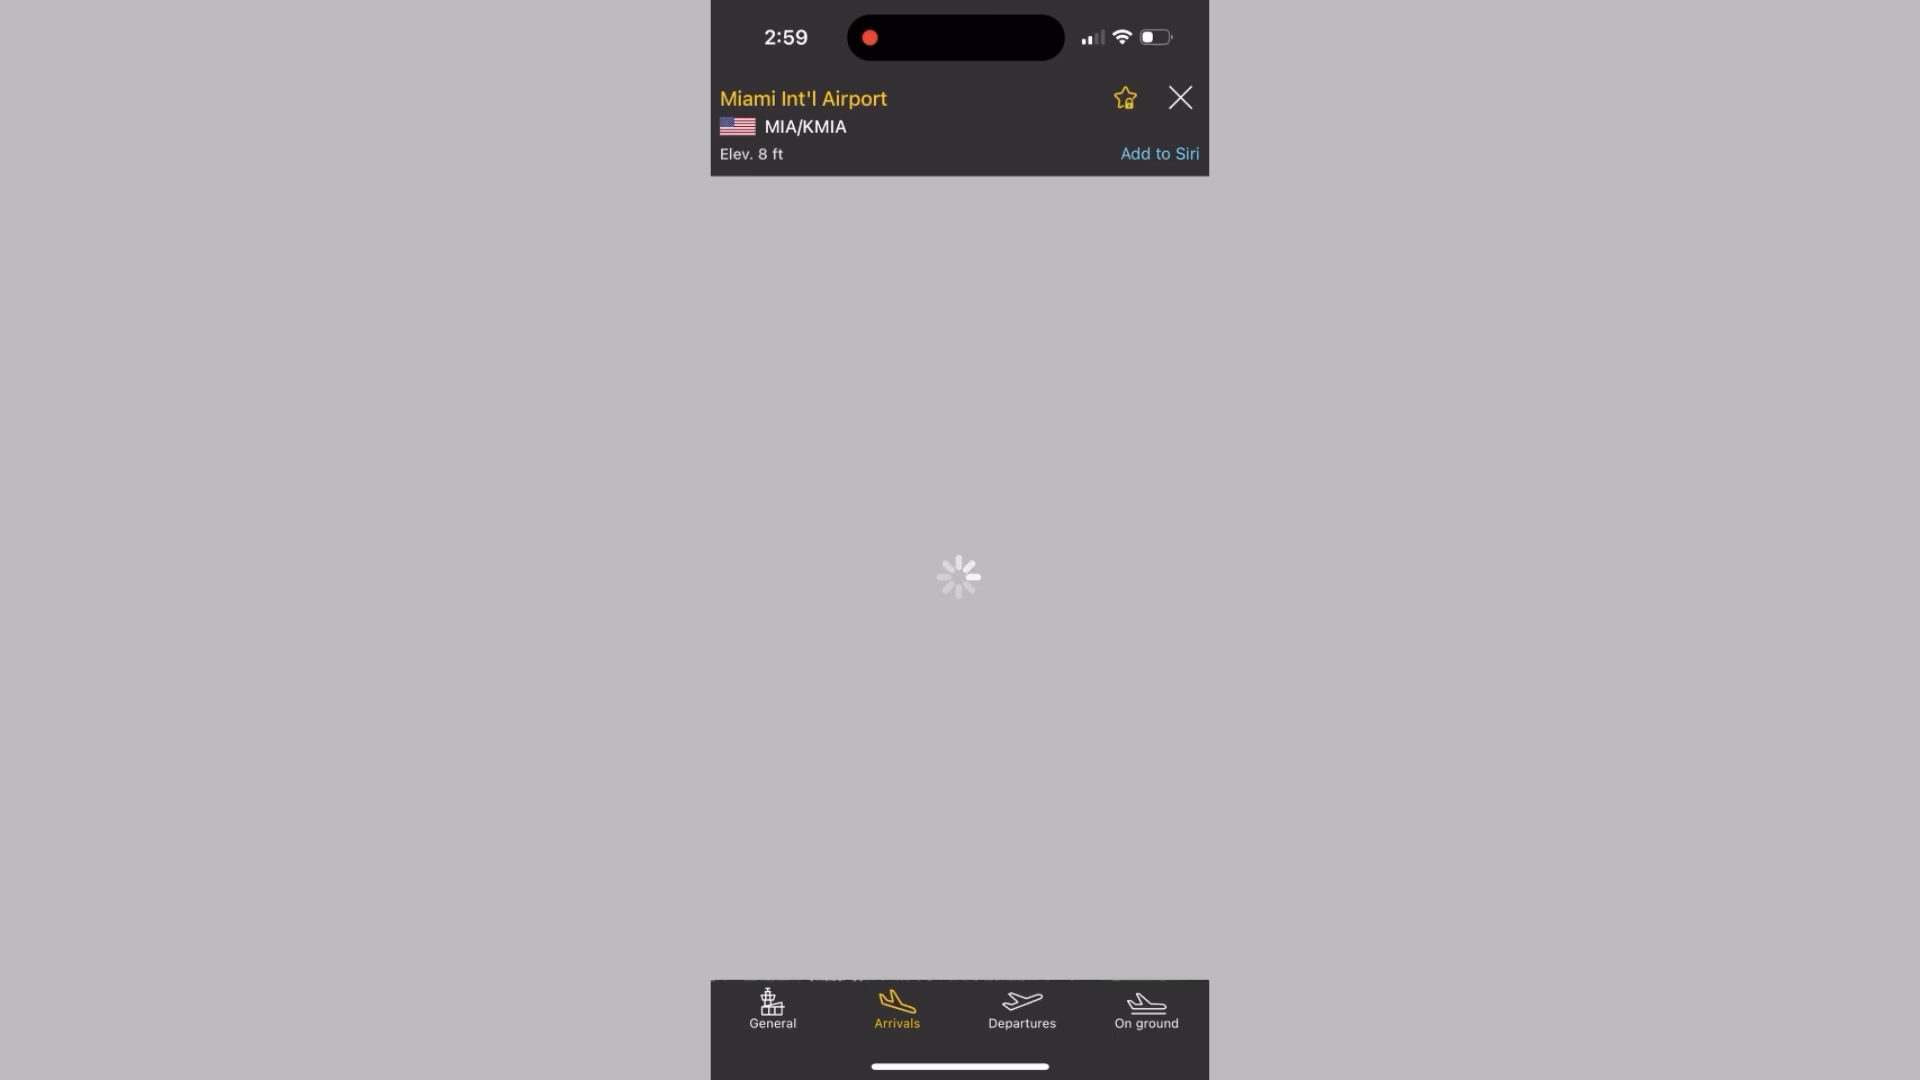 2:59
Miami Int'l Airport
MIA/KMIA
Elev. 8 ft
Add to Siri
General
Arrivals
Departures
On ground